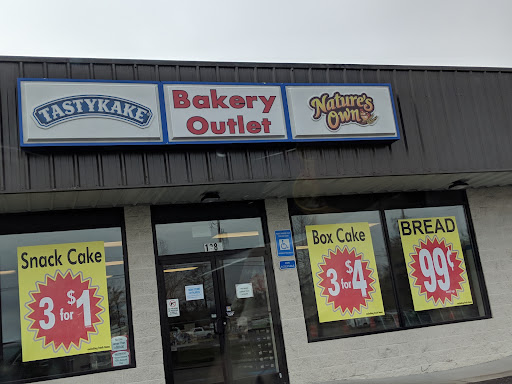 TASTYKAKE
Bakery
Outlet
Nature's
Own
128
Snack Cake
3 for $1
Box Cake
3 for $4
BREAD
99¢